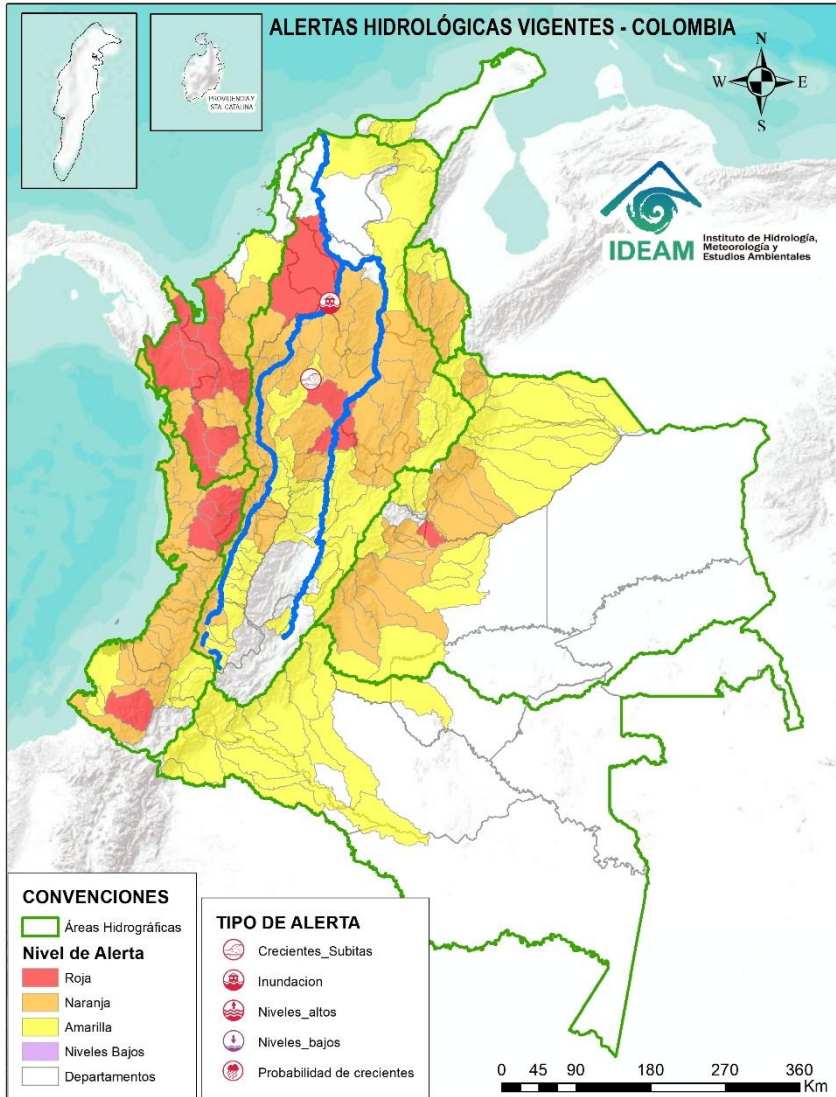 ALERTAS HIDROLÓGICAS VIGENTES - COLOMBIA
PROVIDENCIA Y
STA. CATALINA
N
W
E
S
IDEAM
Instituto de Hidrología,
Meteorología y
Estudios Ambientales
CONVENCIONES
Áreas Hidrográficas
Nivel de Alerta
Roja
Naranja
Amarilla
Niveles Bajos
Departamentos
TIPO DE ALERTA
Crecientes_Subitas
Inundacion
Niveles_altos
Niveles_bajos
Probabilidad de crecientes
0 45 90 180 270 360
Km